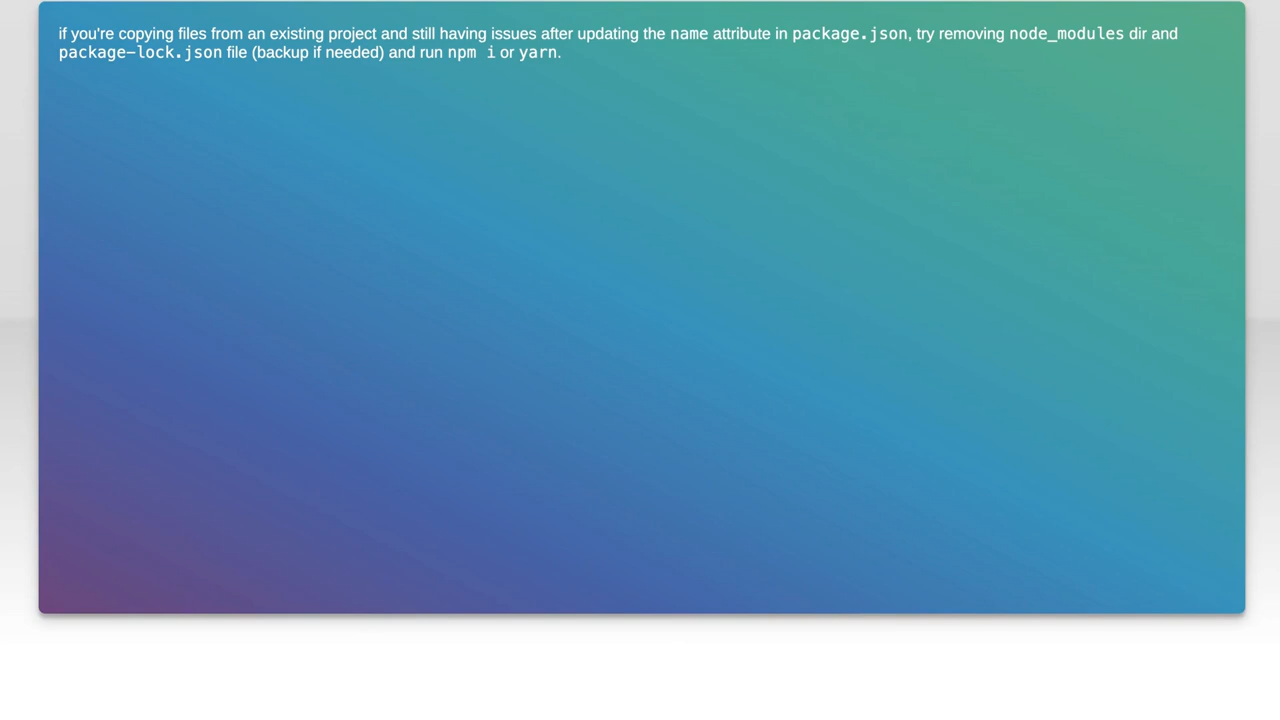 if you're copying files from an existing project and still having issues after updating the name attribute in package.json, try removing node_modules dir and
package-lock.json file (backup if needed) and run npm i or yarn.